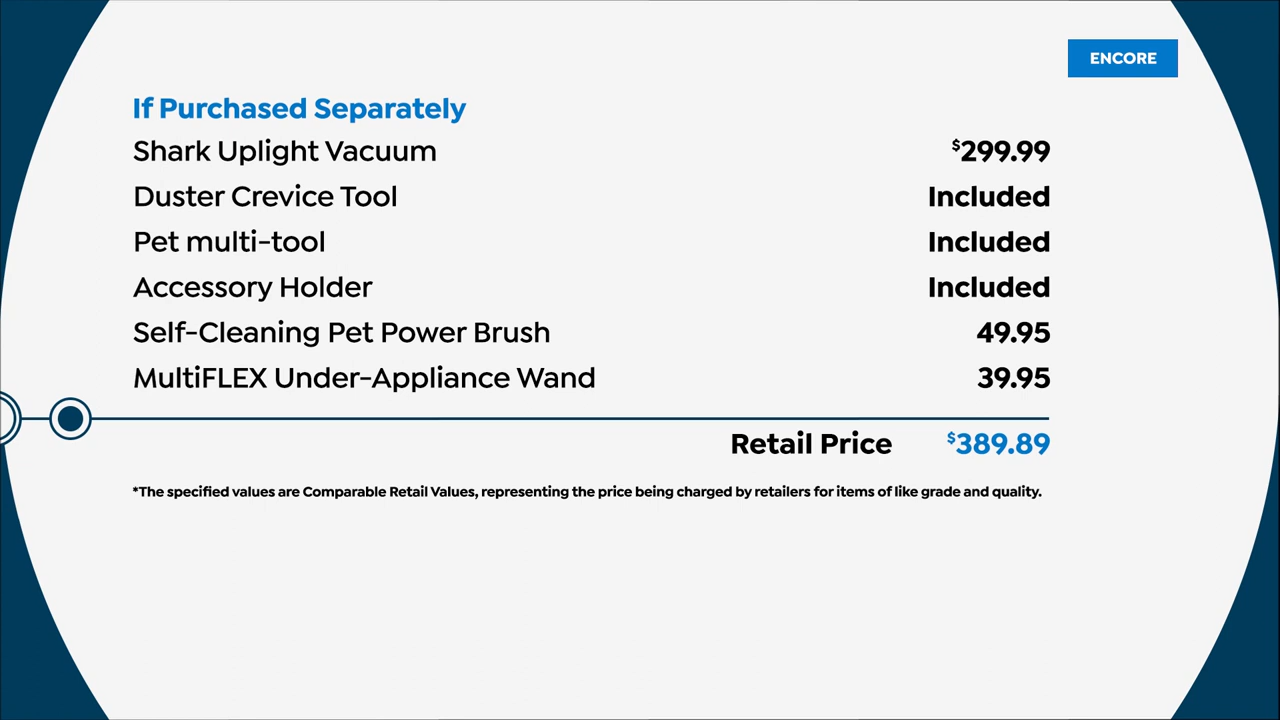 ENCORE
If Purchased Separately
Shark Uplight Vacuum $299.99
Duster Crevice Tool Included
Pet multi-tool Included
Accessory Holder Included
Self-Cleaning Pet Power Brush 49.95
MultiFLEX Under-Appliance Wand 39.95
Retail Price $389.89
*The specified values are Comparable Retail Values, representing the price being charged by retailers for items of like grade and quality.